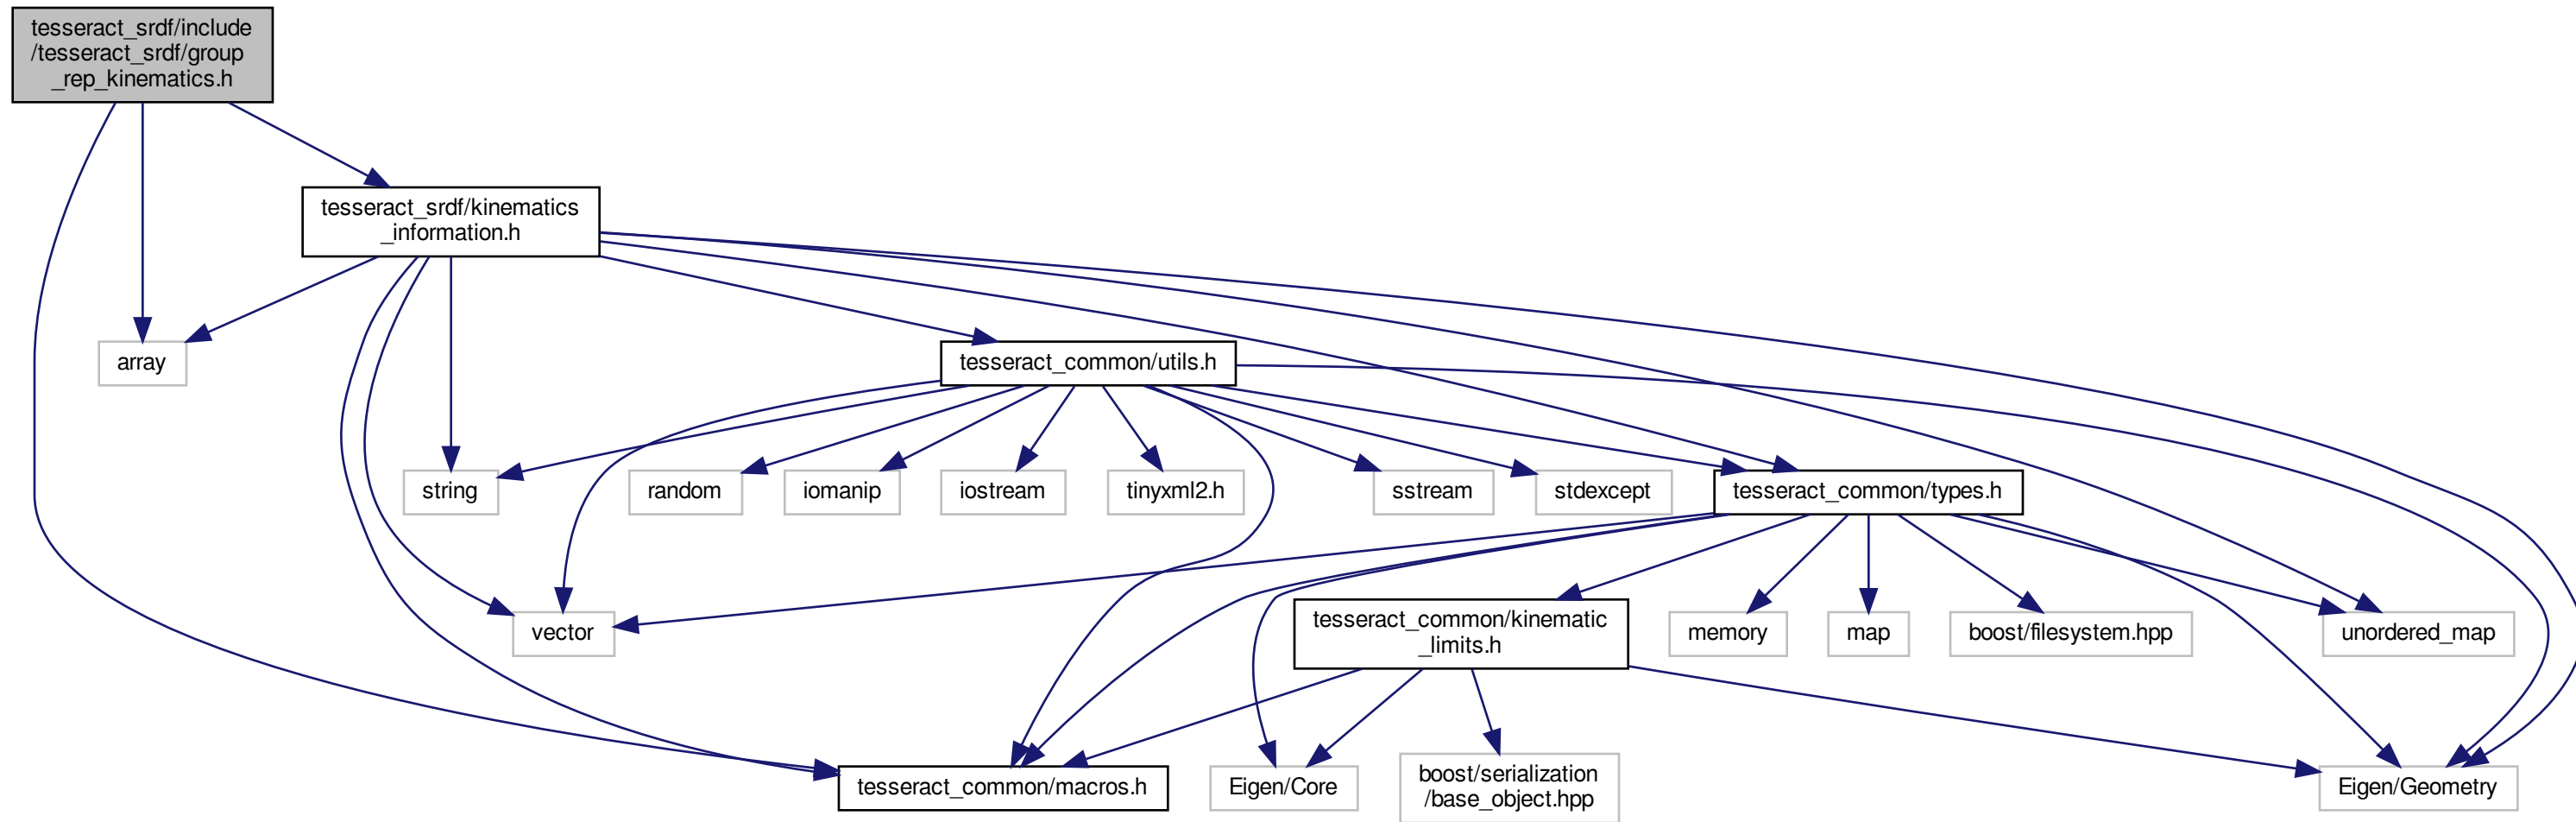 tesseract_srdf/include
/tesseract_srdf/group
_rep_kinematics.h
tesseract_srdf/kinematics
_information.h
array
tesseract_common/utils.h
string
random
iomanip
iostream
tinyxml2.h
sstream
stdexcept
tesseract_common/types.h
vector
tesseract_common/kinematic
_limits.h
memory
map
boost/filesystem.hpp
unordered_map
tesseract_common/macros.h
Eigen/Core
boost/serialization
/base_object.hpp
Eigen/Geometry